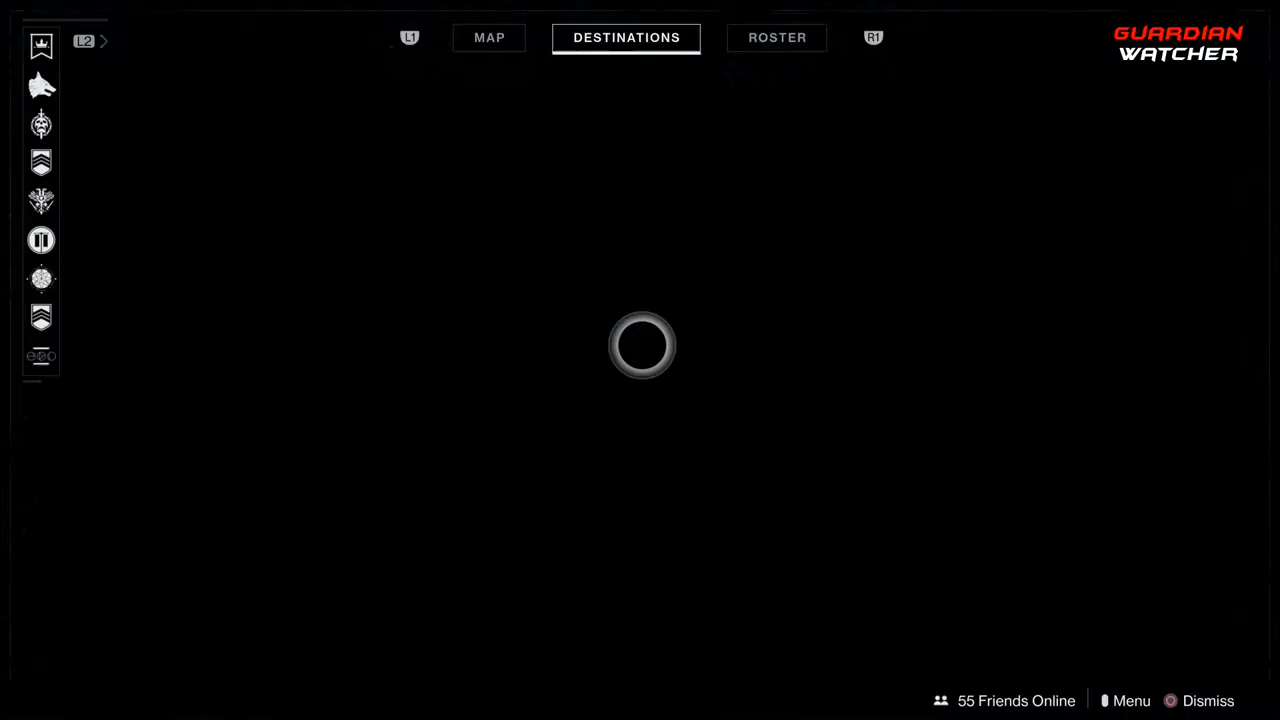 L2
L1
MAP
DESTINATIONS
ROSTER
R1
GUARDIAN
WATCHER
55 Friends Online
Menu
Dismiss